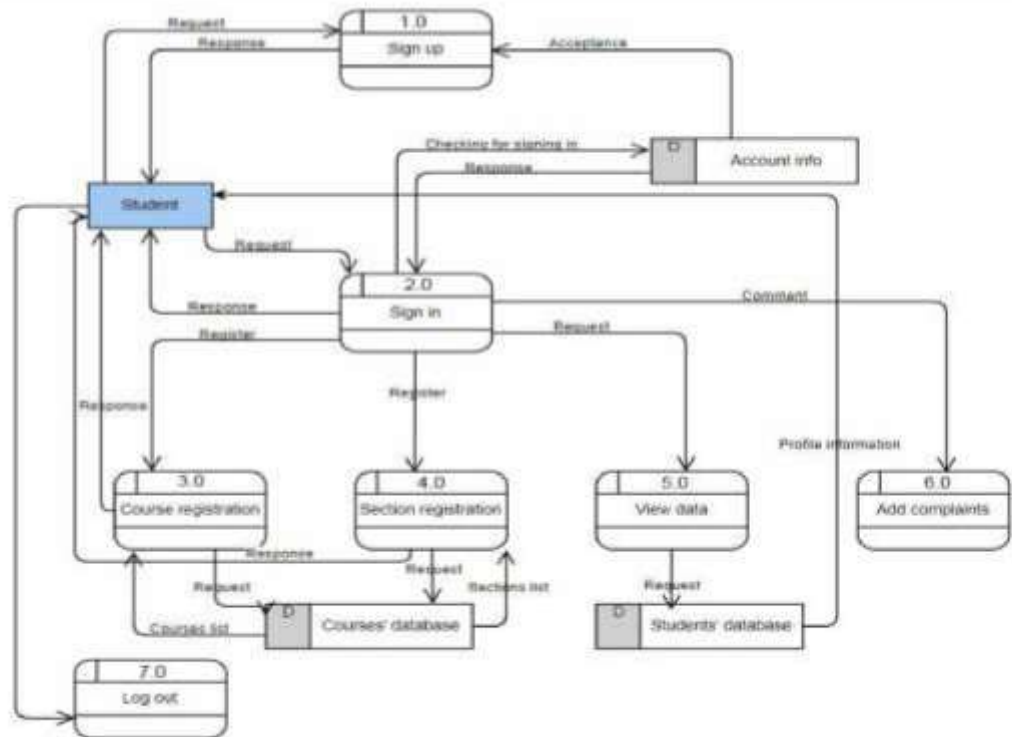 1.0
Request
Response
Sign up
Acceptance
Checking for signing in
D
Account info
Response
Student
Request
2.0
Sign in
Response
Comment
Register
Request
Register
Response
Profile information
3.0
Course registration
4.0
Section registration
5.0
View data
6.0
Add complaints
Response
Request
Request
Sections list
Request
D
Courses' database
D
Students' database
Courses list
7.0
Log out